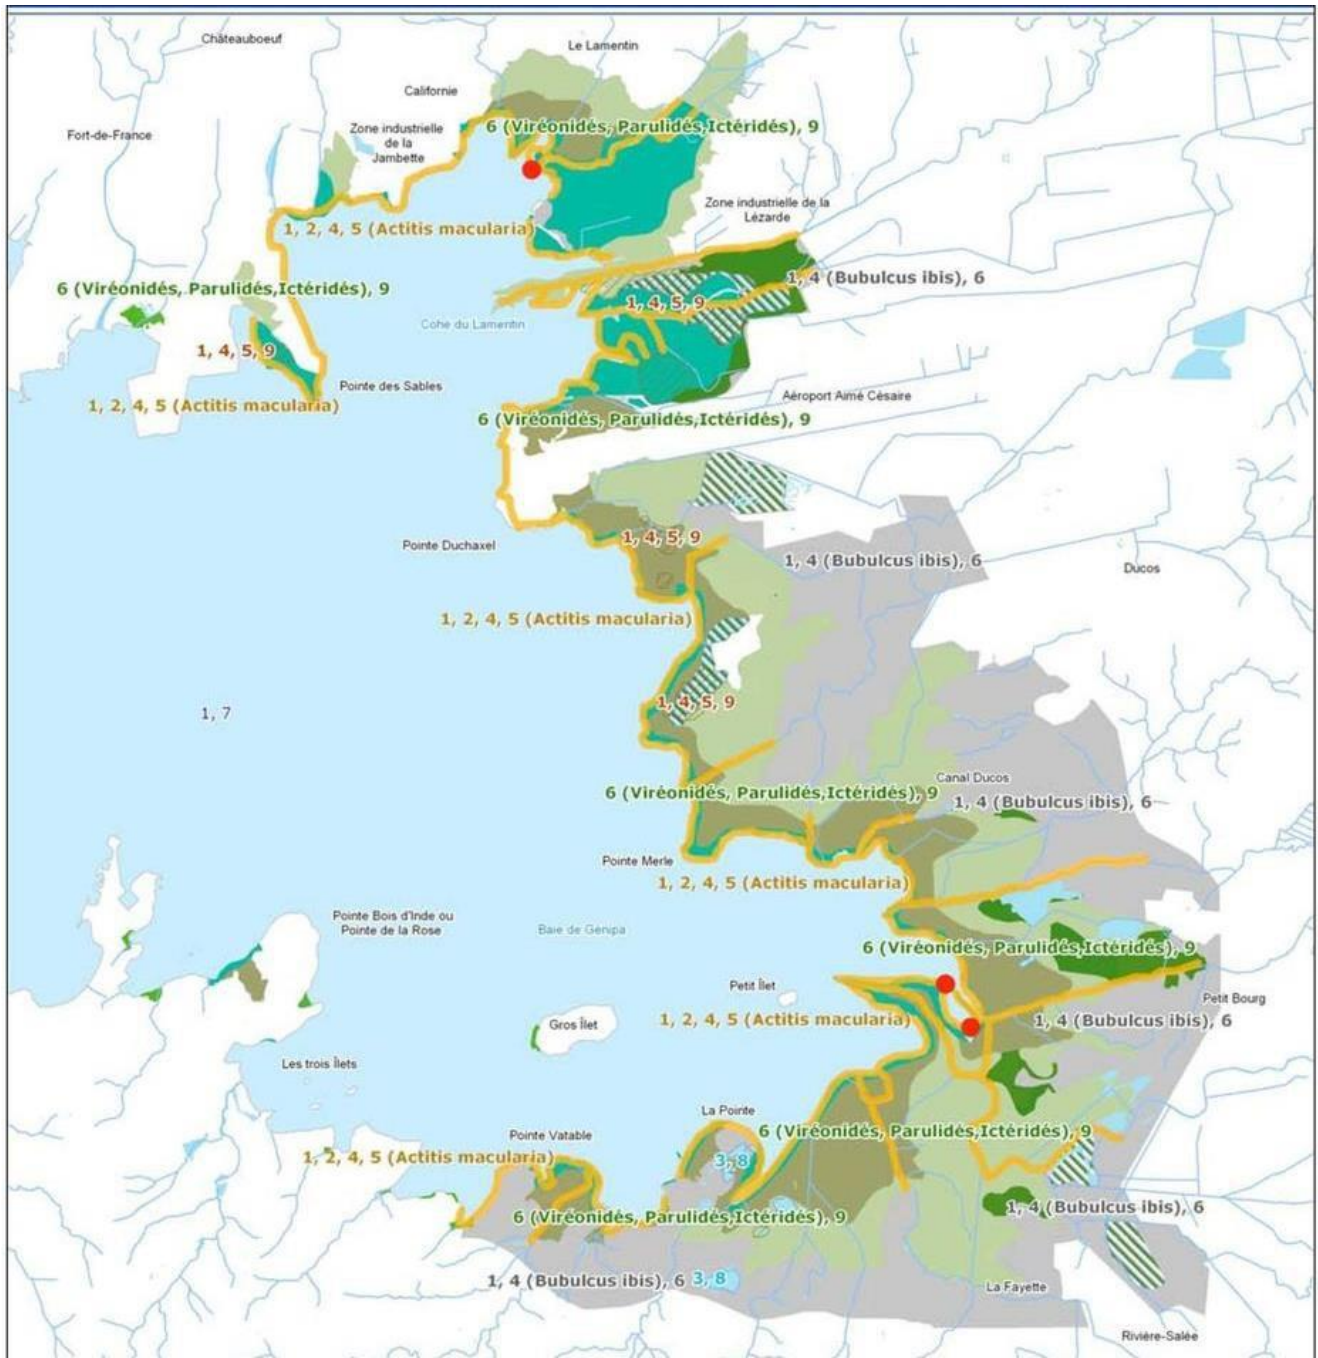 Châteauboeuf
Le Lamentin
Californie
Fort-de-France
Zone industrielle
de la
Jambette
6 (Viréonidés, Parulidés,Ictéridés), 9
Zone industrielle de la
Lézarde
1, 2, 4, 5 (Actitis macularia)
1, 4 (Bubulcus ibis), 6
6 (Viréonidés, Parulidés,Ictéridés), 9
1, 4, 5, 9
Cohe du Lamentin
1, 4, 5, 9
Pointe des Sables
Aéroport Aimé Césaire
1, 2, 4, 5 (Actitis macularia)
6 (Viréonidés, Parulidés,Ictéridés), 9
1, 4, 5, 9
Pointe Duchaxel
1, 4 (Bubulcus ibis), 6
Ducos
1, 2, 4, 5 (Actitis macularia)
1, 4, 5, 9
1, 7
Canal Ducos
6 (Viréonidés, Parulidés,Ictéridés), 9
1, 4 (Bubulcus ibis), 6
Pointe Merle
1, 2, 4, 5 (Actitis macularia)
Pointe Bois d'Inde ou
Pointe de la Rose
Baie de Génipa
6 (Viréonidés, Parulidés,Ictéridés), 9
Petit Îlet
Petit Bourg
Gros Îlet
1, 2, 4, 5 (Actitis macularia)
1, 4 (Bubulcus ibis), 6
Les trois Îlets
La Pointe
Pointe Vatable
6 (Viréonidés, Parulidés,Ictéridés), 9
1, 2, 4, 5 (Actitis macularia)
3, 8
1, 4 (Bubulcus ibis), 6
6 (Viréonidés, Parulidés,Ictéridés), 9
1, 4 (Bubulcus ibis), 6
3, 8
La Fayette
Rivière-Salée